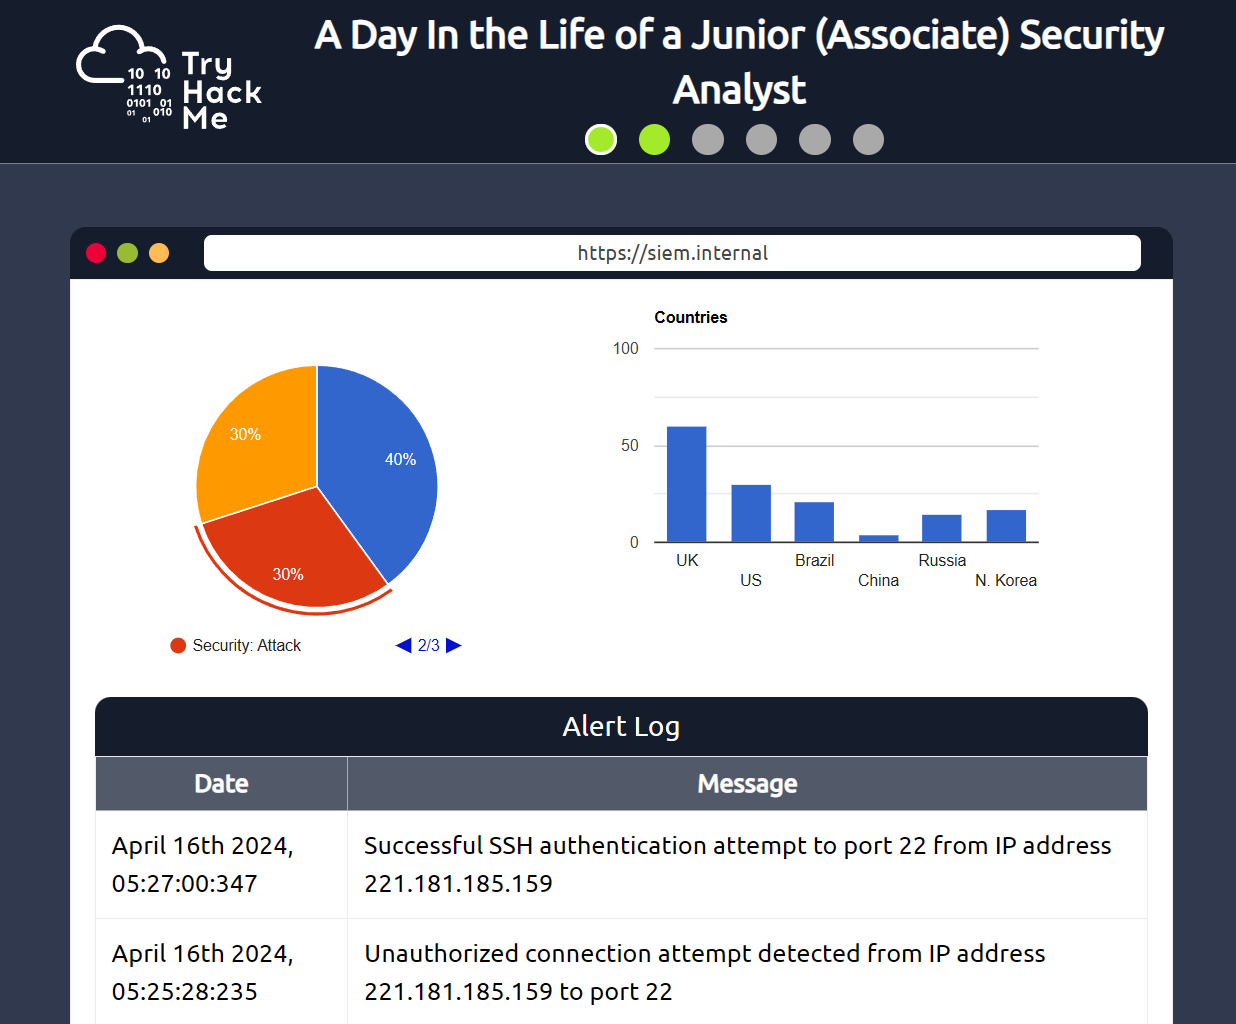 A Day In the Life of a Junior (Associate) Security
Analyst
10 10
1110
0101 01
01 010
01
Try
Hack
Me
https://siem.internal
30%
40%
30%
Security: Attack
2/3
Countries
100
50
0
UK
US
Brazil
China
Russia
N. Korea
Alert Log
Date Message
April 16th 2024,
05:27:00:347
Successful SSH authentication attempt to port 22 from IP address
221.181.185.159
April 16th 2024,
05:25:28:235
Unauthorized connection attempt detected from IP address
221.181.185.159 to port 22